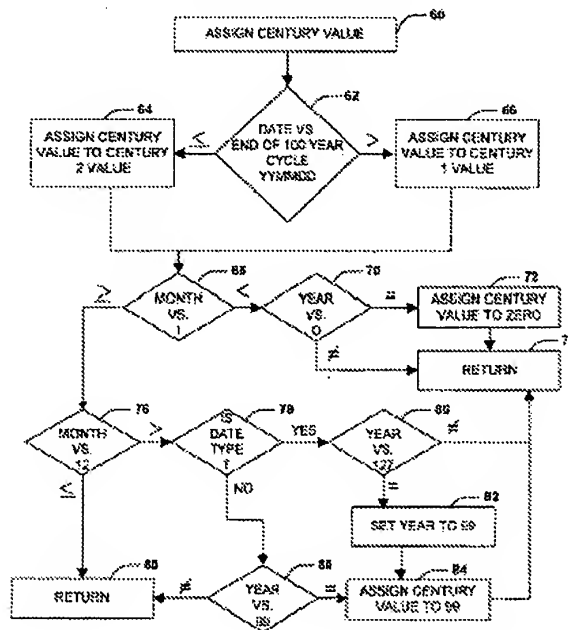 60
ASSIGN CENTURY VALUE
62
DATE VS
END OF 100 YEAR
CYCLE
YYMMDD
64
≤
ASSIGN CENTURY
VALUE TO CENTURY
2 VALUE
66
>
ASSIGN CENTURY
VALUE TO CENTURY
1 VALUE
68
≥
MONTH
VS.
1
<
70
YEAR
VS.
0
=
≠
72
ASSIGN CENTURY
VALUE TO ZERO
RETURN
76
MONTH
VS.
12
>
≤
78
IS
DATE
TYPE
YES
NO
80
YEAR
VS.
127
≠
=
82
SET YEAR TO 99
84
ASSIGN CENTURY
VALUE TO 99
RETURN
≠
YEAR
VS.
99
=